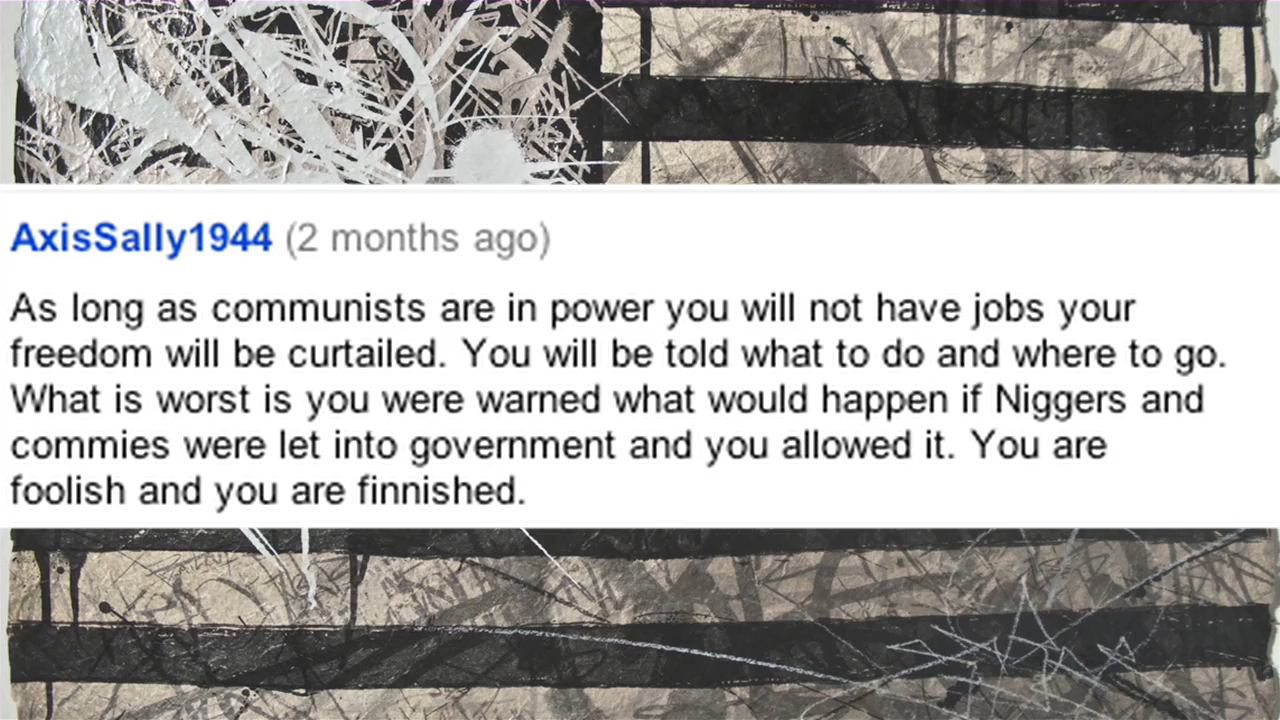 AxisSally1944 (2 months ago)
As long as communists are in power you will not have jobs your
freedom will be curtailed. You will be told what to do and where to go.
What is worst is you were warned what would happen if Niggers and
commies were let into government and you allowed it. You are
foolish and you are finnished.